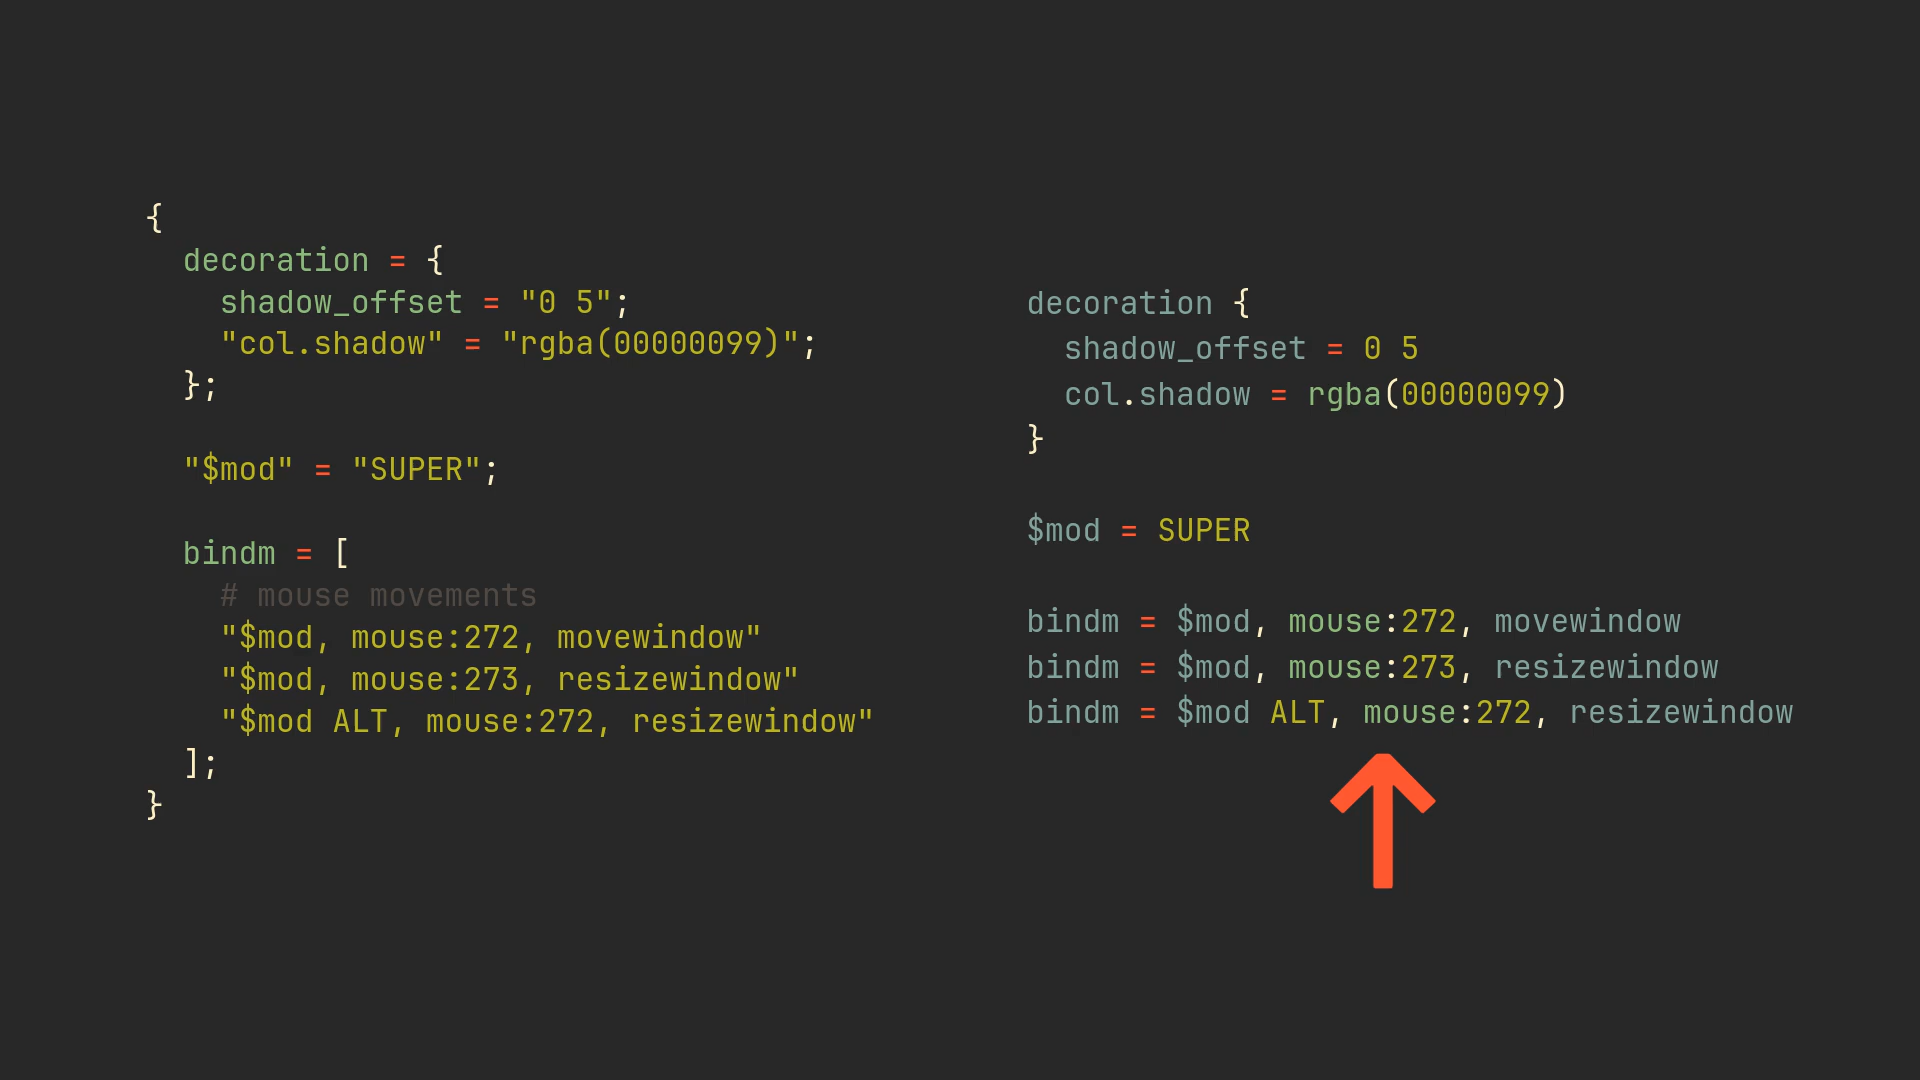 {
  decoration = {
    shadow_offset = "0 5";
    "col.shadow" = "rgba(00000099)";
  };

  "$mod" = "SUPER";

  bindm = [
    # mouse movements
    "$mod, mouse:272, movewindow"
    "$mod, mouse:273, resizewindow"
    "$mod ALT, mouse:272, resizewindow"
  ];
}
decoration {
  shadow_offset = 0 5
  col.shadow = rgba(00000099)
}

$mod = SUPER

bindm = $mod, mouse:272, movewindow
bindm = $mod, mouse:273, resizewindow
bindm = $mod ALT, mouse:272, resizewindow